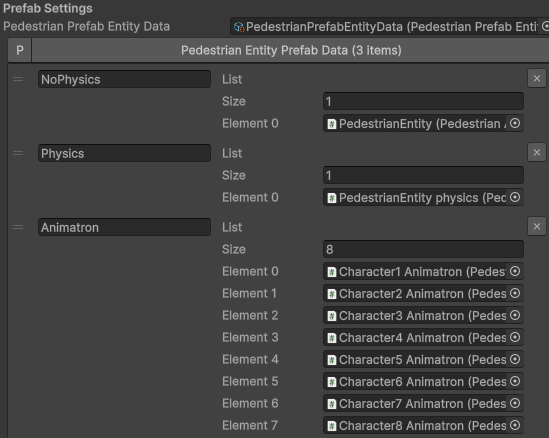 Prefab Settings
Pedestrian Prefab Entity Data PedestrianPrefabEntityData (Pedestrian Prefab Enti
P Pedestrian Entity Prefab Data (3 items)
NoPhysics List
Size 1
Element 0 PedestrianEntity (Pedestrian
Physics List
Size 1
Element 0 PedestrianEntity physics (Pec
Animatron List
Size 8
Element 0 Character1 Animatron (Pedes
Element 1 Character2 Animatron (Pedes
Element 2 Character3 Animatron (Pedes
Element 3 Character4 Animatron (Pedes
Element 4 Character5 Animatron (Pedes
Element 5 Character6 Animatron (Pedes
Element 6 Character7 Animatron (Pedes
Element 7 Character8 Animatron (Pedes